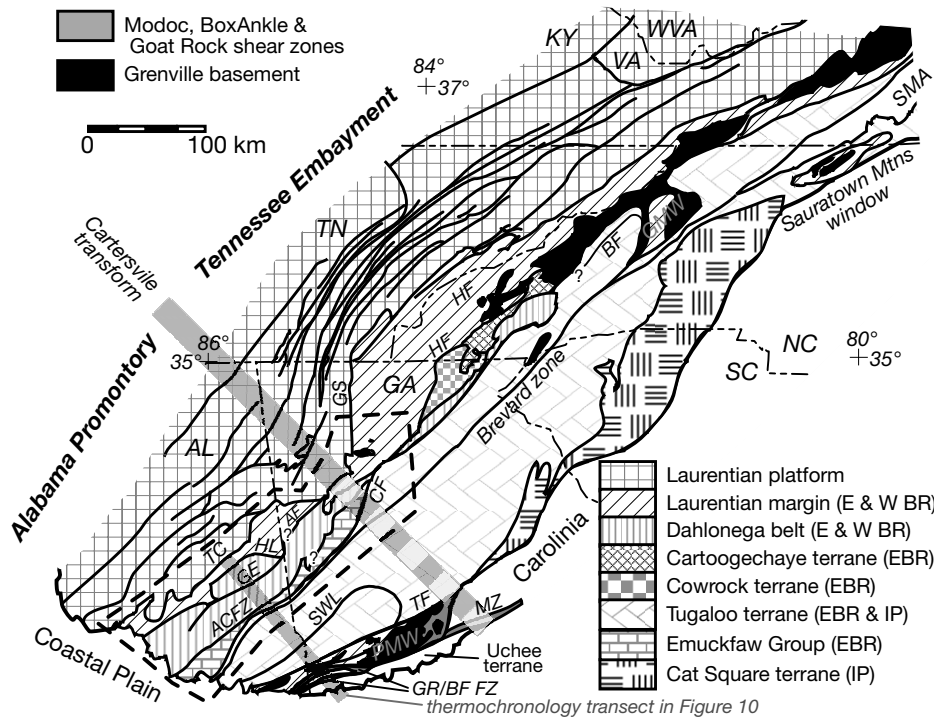 Modoc, BoxAnkle &
Goat Rock shear zones
Grenville basement
0 100 km
84°
37°
KY
WVA
VA
SMA
Tennessee Embayment
TN
Cartersville
transform
Sauratown Mtns
window
GMW
BF
?
HF
HF
86°
35°
GS
GA
NC
SC
80°
35°
Brevard zone
Alabama Promontory
AL
CF
AF
?
HL
TC
GF
?
ACFZ
SWL
TF
MZ
PMW
Carolinia
Coastal Plain
Uchee
terrane
GR/BF FZ
thermochronology transect in Figure 10
Laurentian platform
Laurentian margin (E & W BR)
Dahlonega belt (E & W BR)
Cartoogechaye terrane (EBR)
Cowrock terrane (EBR)
Tugaloo terrane (EBR & IP)
Emuckfaw Group (EBR)
Cat Square terrane (IP)